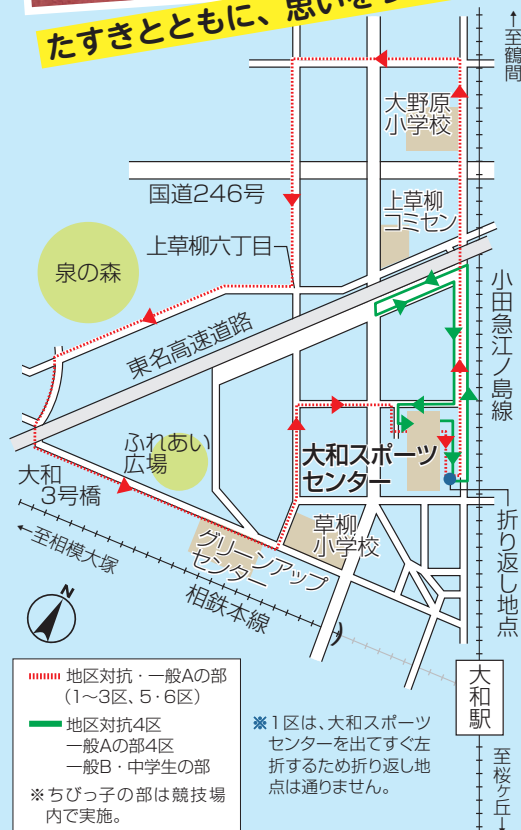 たすきとともに、思いを
↑至鶴間
大野原
小学校
国道246号
上草柳
コミセン
上草柳六丁目
泉の森
小田急江ノ島線
東名高速道路
ふれあい
広場
大和スポーツ
センター
大和
3号橋
←至相模大塚
グリーンアップ
センター
草柳
小学校
折り返し地点
相鉄本線
N
大和駅
至桜ヶ丘→
地区対抗・一般Aの部
(1〜3区、5・6区)
地区対抗4区
一般Aの部4区
一般B・中学生の部
※ちびっ子の部は競技場
内で実施。
※1区は、大和スポーツ
センターを出てすぐ左
折するため折り返し地
点は通りません。